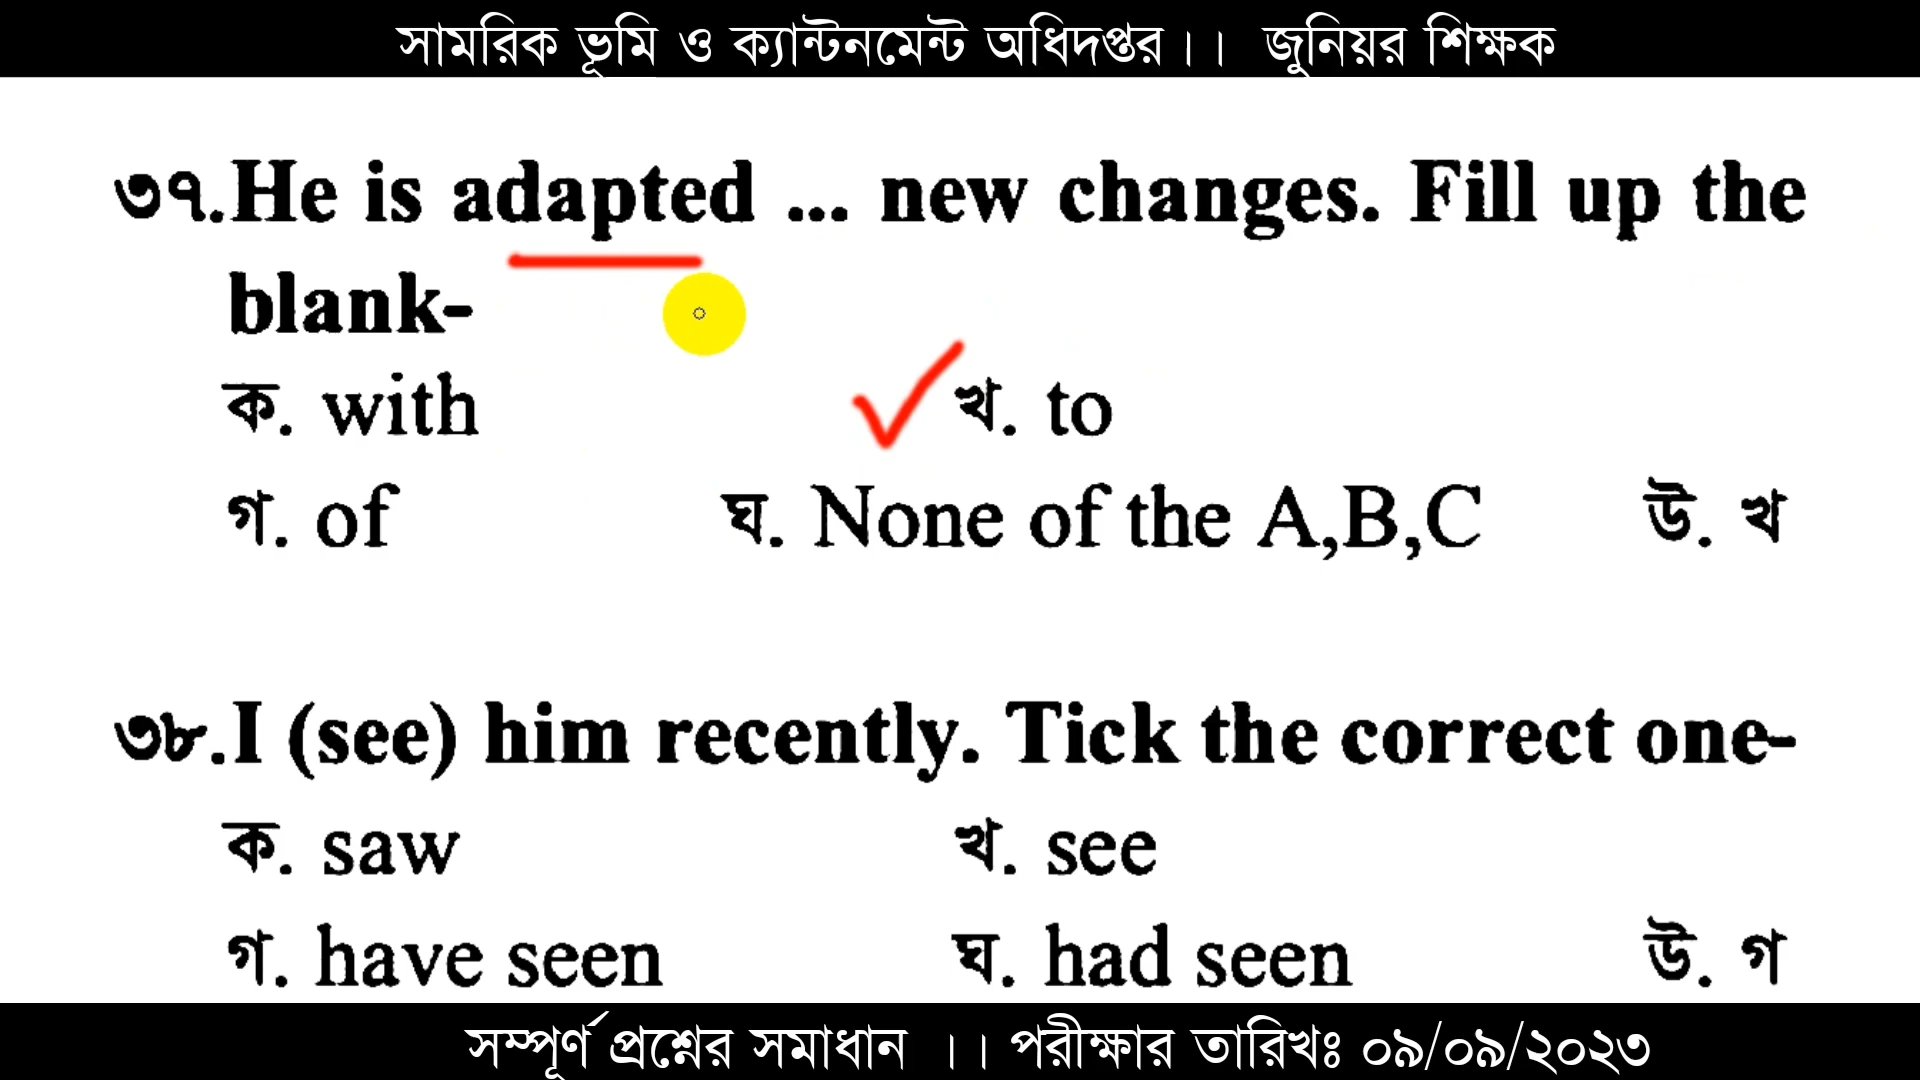 সামরিক ভূমি ও ক্যান্টনমেন্ট অধিদপ্তর।। জুনিয়র শিক্ষক
৩৭.He is adapted ... new changes. Fill up the
blank-
ক. with খ. to
গ. of ঘ. None of the A,B,C উ. খ
৩৮.I (see) him recently. Tick the correct one-
ক. saw খ. see
গ. have seen ঘ. had seen উ. গ
সম্পূর্ণ প্রশ্নের সমাধান ।। পরীক্ষার তারিখঃ ০৯/০৯/২০২৩